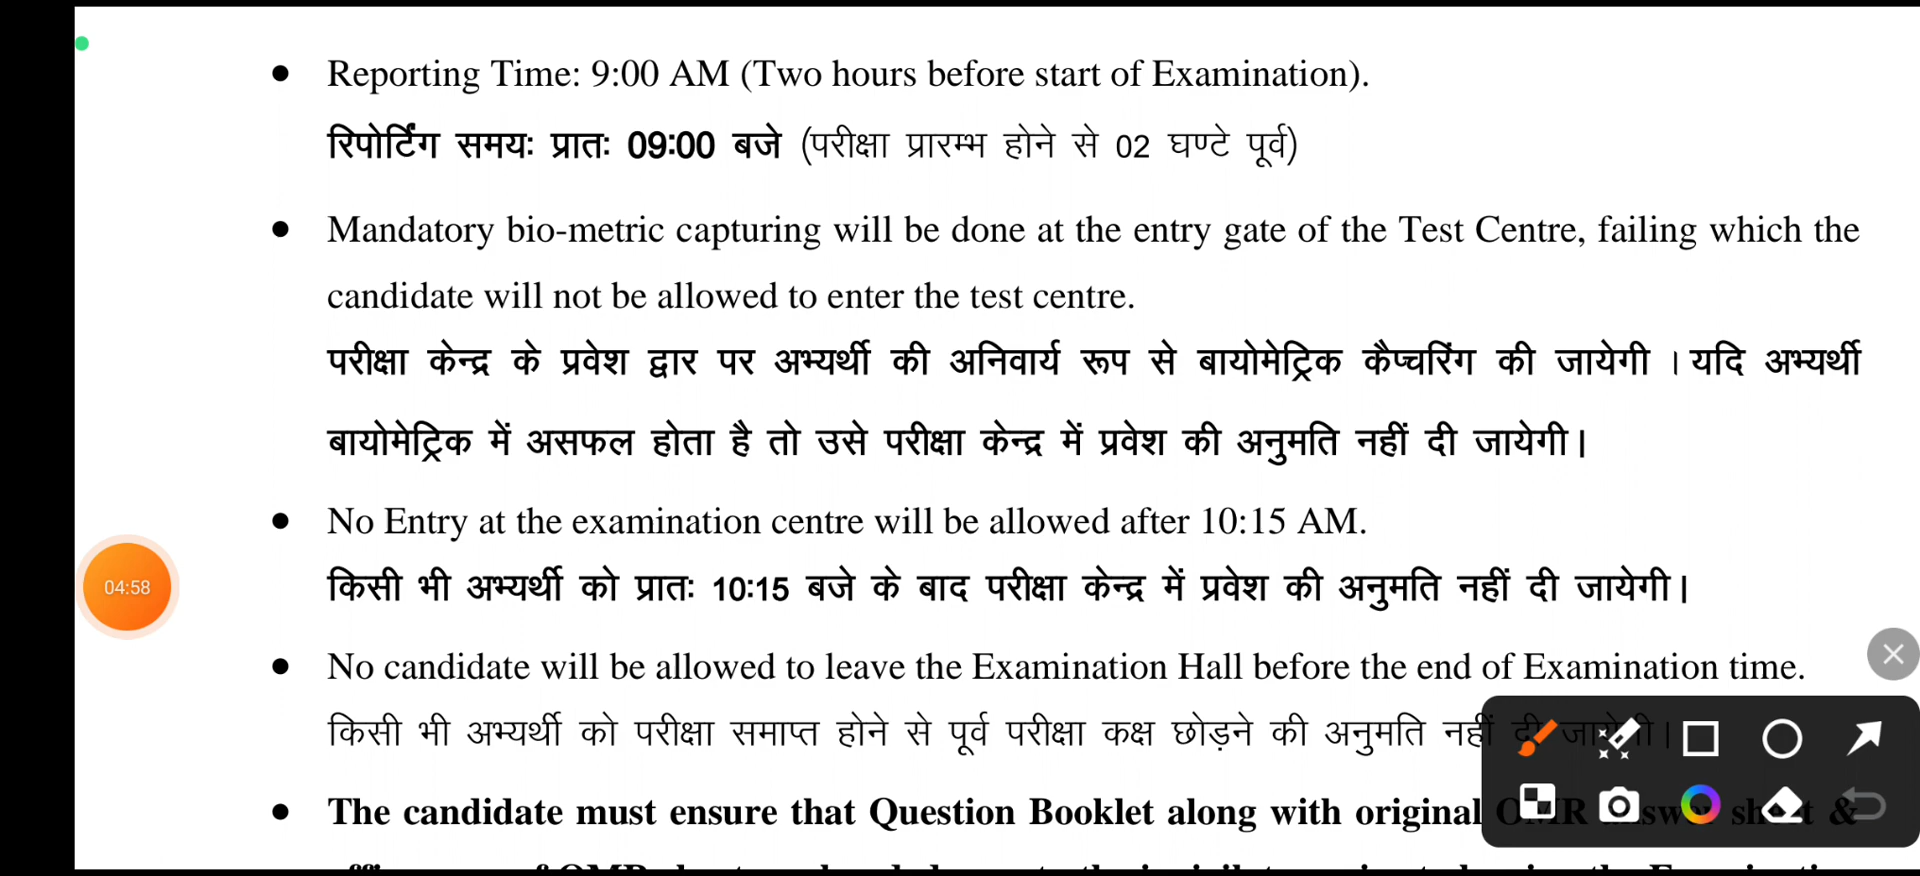 • Reporting Time: 9:00 AM (Two hours before start of Examination).
रिपोर्टिंग समयः प्रातः 09:00 बजे (परीक्षा प्रारम्भ होने से 02 घण्टे पूर्व)
• Mandatory bio-metric capturing will be done at the entry gate of the Test Centre, failing which the
candidate will not be allowed to enter the test centre.
परीक्षा केन्द्र के प्रवेश द्वार पर अभ्यर्थी की अनिवार्य रूप से बायोमेट्रिक कैप्चरिंग की जायेगी । यदि अभ्यर्थी
बायोमेट्रिक में असफल होता है तो उसे परीक्षा केन्द्र में प्रवेश की अनुमति नहीं दी जायेगी।
• No Entry at the examination centre will be allowed after 10:15 AM.
04:58
किसी भी अभ्यर्थी को प्रातः 10:15 बजे के बाद परीक्षा केन्द्र में प्रवेश की अनुमति नहीं दी जायेगी।
• No candidate will be allowed to leave the Examination Hall before the end of Examination time.
किसी भी अभ्यर्थी को परीक्षा समाप्त होने से पूर्व परीक्षा कक्ष छोड़ने की अनुमति नहीं दी जायेगी।
• The candidate must ensure that Question Booklet along with original OMR answer sheet &